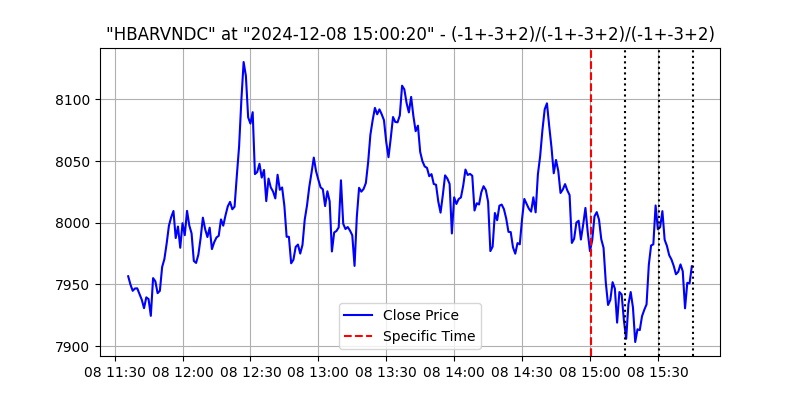 "HBARVNDC" at "2024-12-08 15:00:20" - (-1+-3+2)/(-1+-3+2)/(-1+-3+2)
8100
8050
8000
7950
7900
Close Price
Specific Time
08 11:30 08 12:00 08 12:30 08 13:00 08 13:30 08 14:00 08 14:30 08 15:00 08 15:30